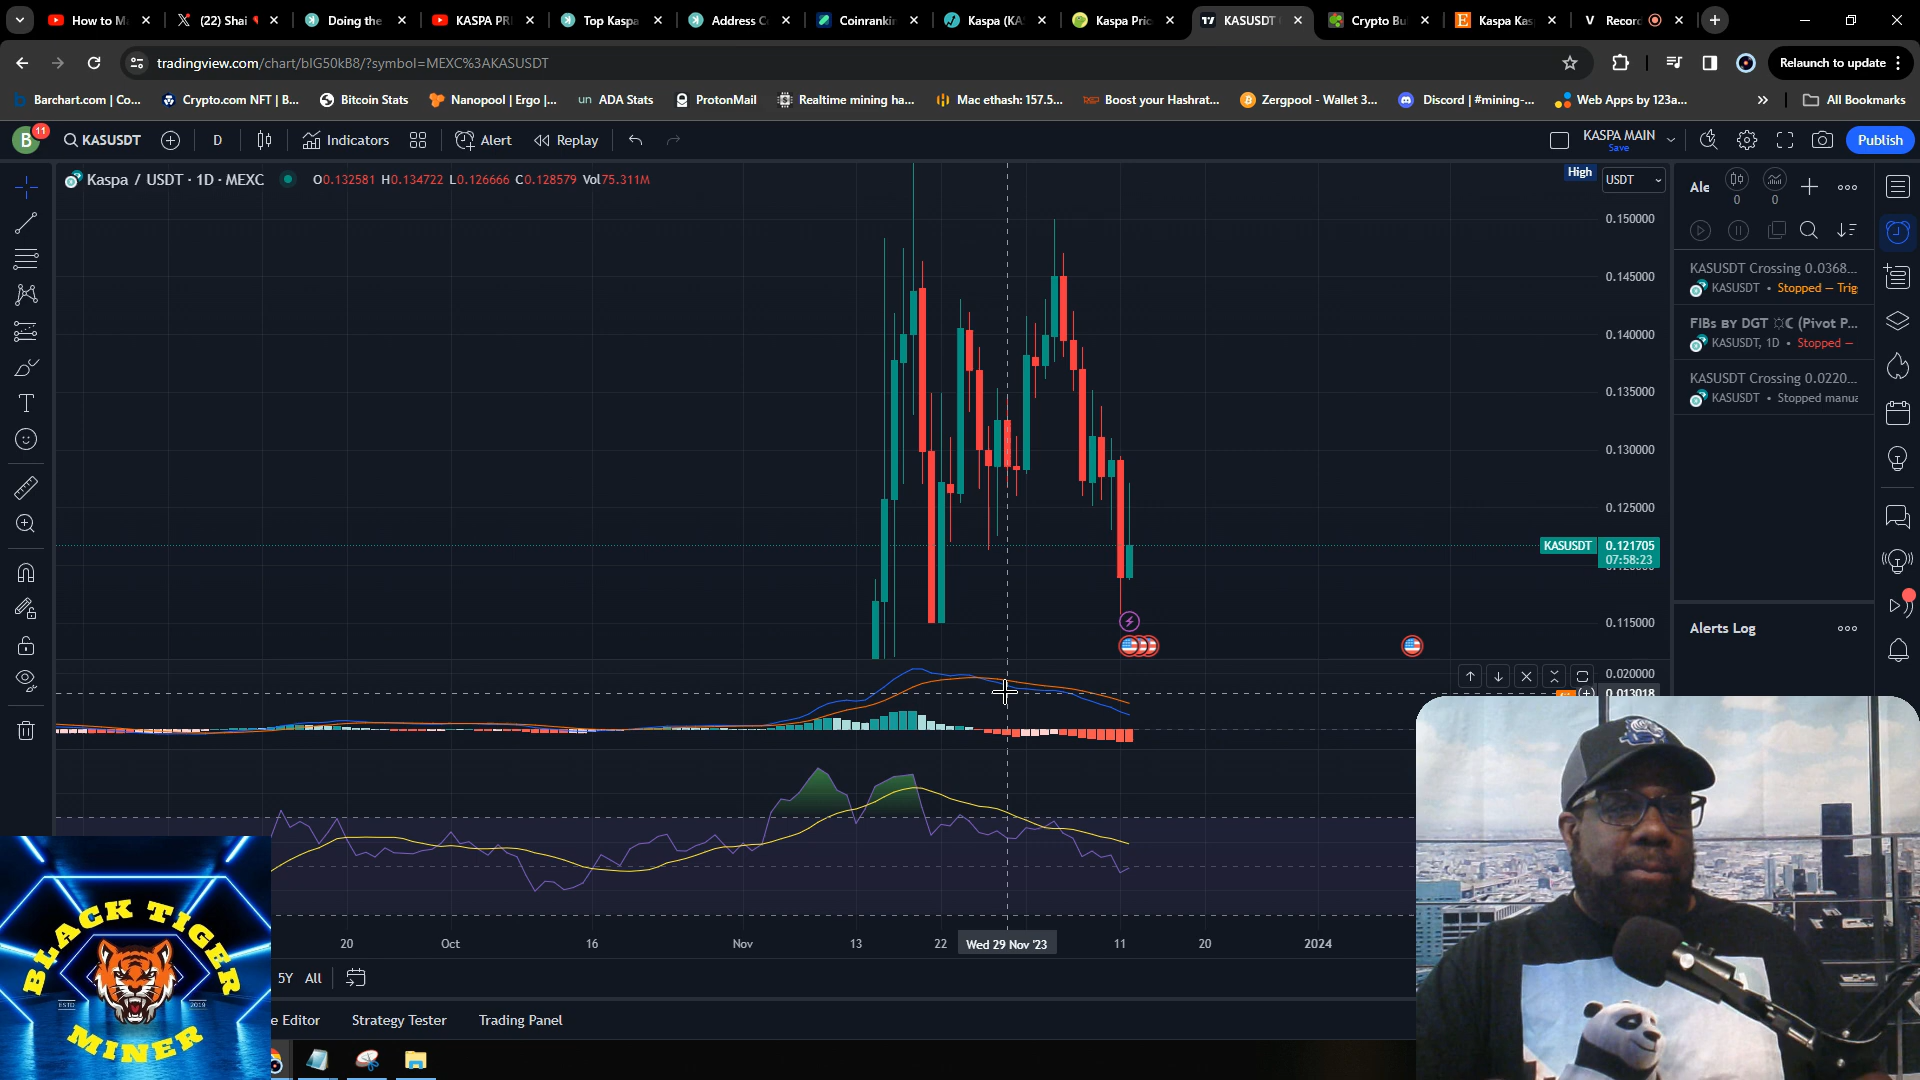 How to M
(22) Shai
Doing the
KASPA PR
Top Kaspa
Address C
Coinrankin
Kaspa (KA
Kaspa Pric
KASUSDT
Crypto Bu
Kaspa Kas
Record
tradingview.com/chart/bIG50kB8/?symbol=MEXC%3AKASUSDT
Relaunch to update
Barchart.com | Co...
Crypto.com NFT | B...
Bitcoin Stats
Nanopool | Ergo |...
ADA Stats
ProtonMail
Realtime mining ha...
Mac ethash: 157.5...
Boost your Hashrat...
Zergpool - Wallet 3...
Discord | #mining-...
Web Apps by 123a...
All Bookmarks
B 11
KASUSDT
D
Indicators
Alert
Replay
KASPA MAIN
Save
Publish
Kaspa / USDT · 1D · MEXC
O0.132581 H0.134722 L0.126666 C0.128579 Vol75.311M
High
USDT
Ale
0
0
0.150000
0.145000
0.140000
0.135000
0.130000
0.125000
KASUSDT
0.121705
07:58:23
0.115000
0.020000
0.013018
KASUSDT Crossing 0.0368...
KASUSDT • Stopped — Trig
FIBs BY DGT ☼☾ (Pivot P...
KASUSDT, 1D • Stopped —
KASUSDT Crossing 0.0220...
KASUSDT • Stopped manua
Alerts Log
20
Oct
16
Nov
13
22
Wed 29 Nov '23
11
20
2024
5Y
All
e Editor
Strategy Tester
Trading Panel
BLACK TIGER
ESTD
2019
MINER